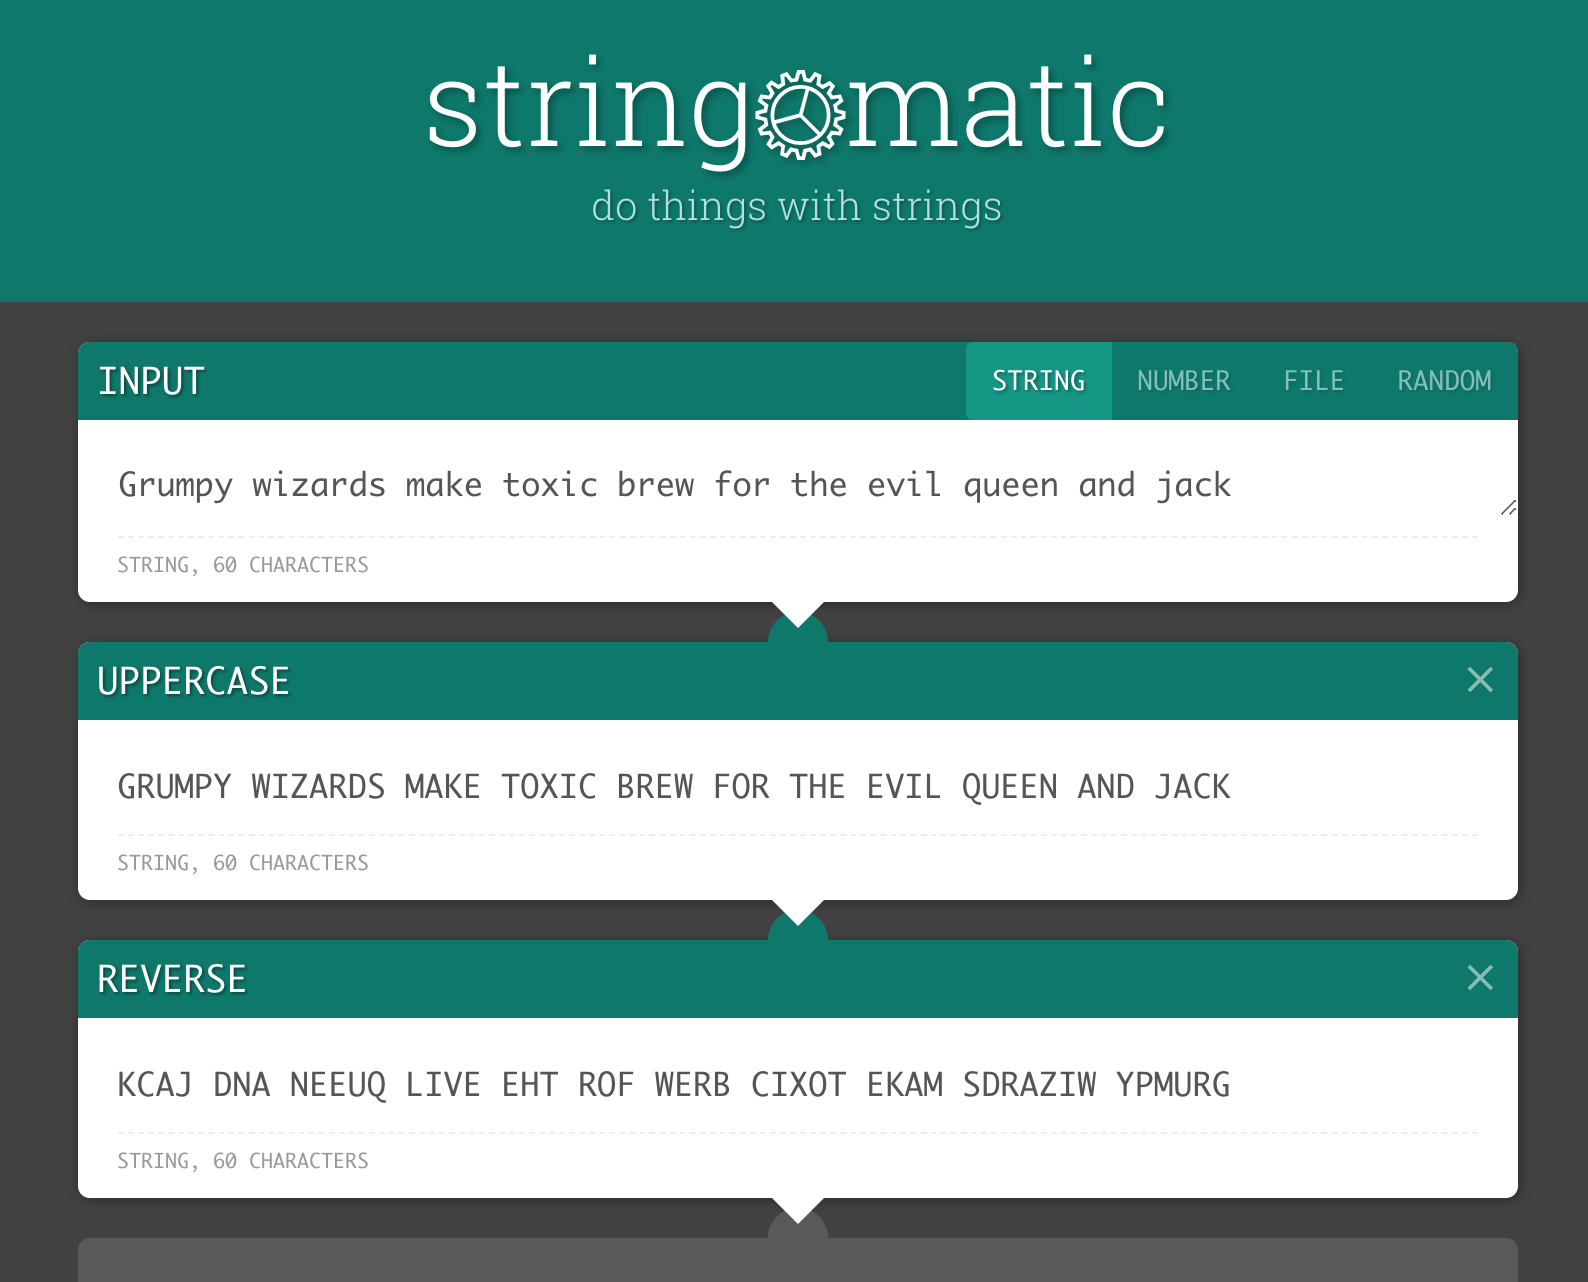 stringomatic
do things with strings
INPUT STRING NUMBER FILE RANDOM
Grumpy wizards make toxic brew for the evil queen and jack
STRING, 60 CHARACTERS
UPPERCASE
GRUMPY WIZARDS MAKE TOXIC BREW FOR THE EVIL QUEEN AND JACK
STRING, 60 CHARACTERS
REVERSE
KCAJ DNA NEEUQ LIVE EHT ROF WERB CIXOT EKAM SDRAZIW YPMURG
STRING, 60 CHARACTERS